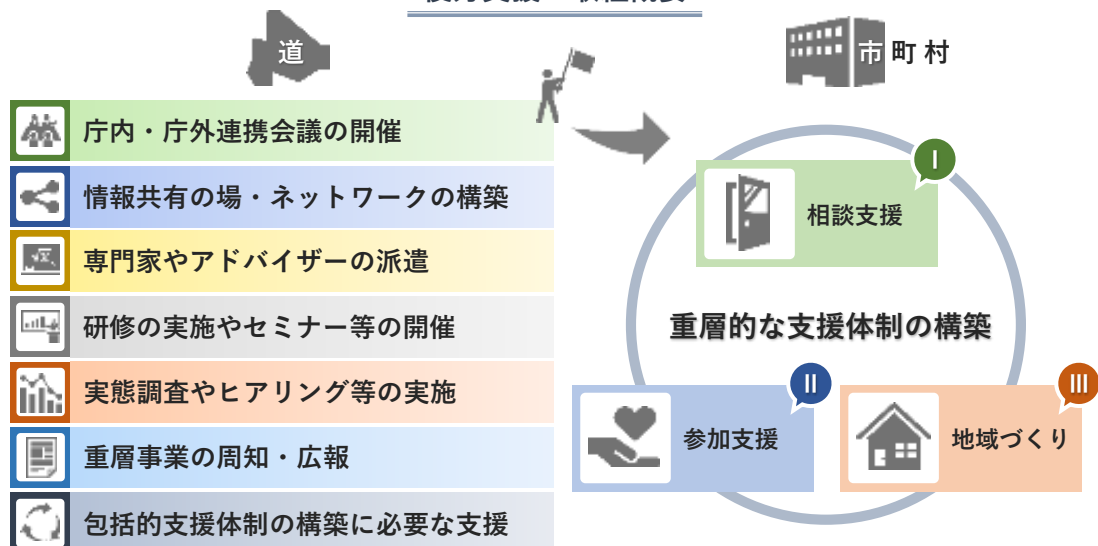 道
市町村
庁内・庁外連携会議の開催
情報共有の場・ネットワークの構築
専門家やアドバイザーの派遣
研修の実施やセミナー等の開催
実態調査やヒアリング等の実施
重層事業の周知・広報
包括的支援体制の構築に必要な支援
I
相談支援
重層的な支援体制の構築
II
参加支援
III
地域づくり